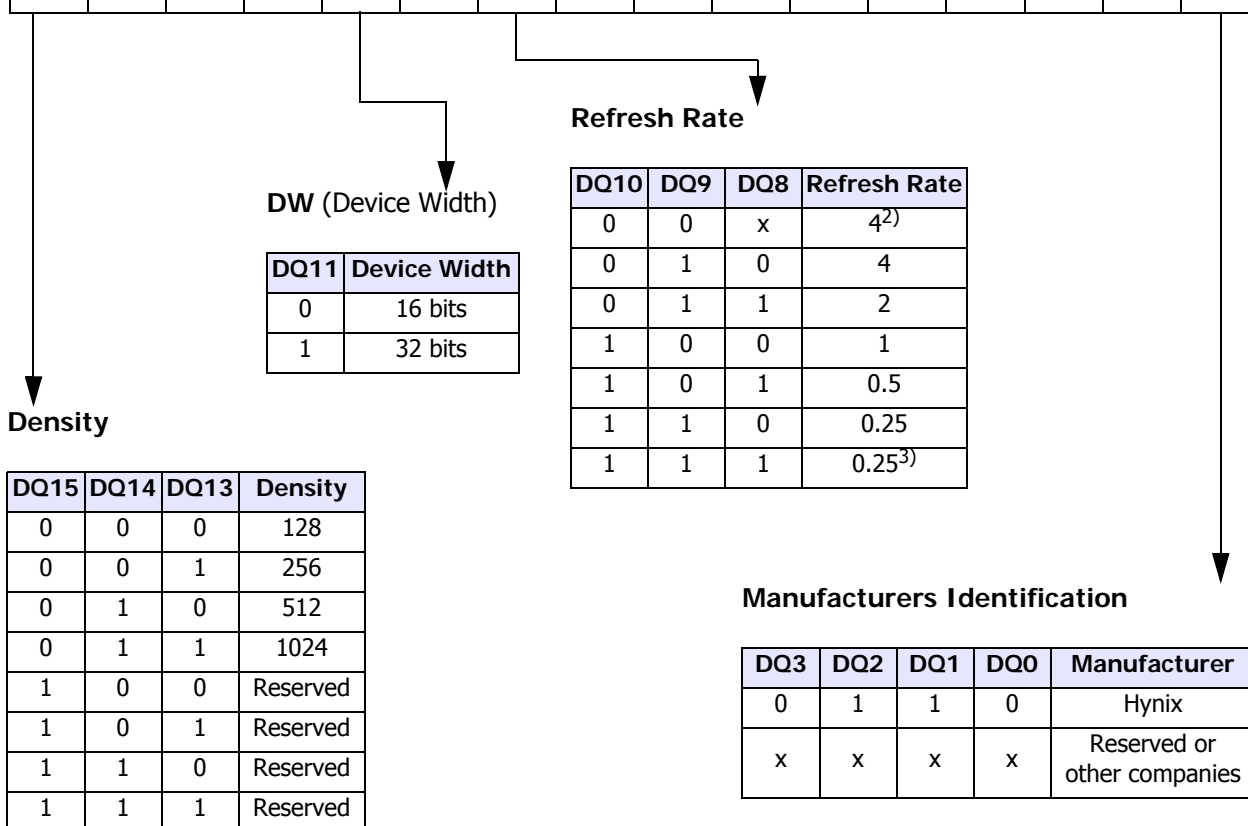 Refresh Rate
DQ10 DQ9 DQ8 Refresh Rate
0 0 x 42)
0 1 0 4
0 1 1 2
1 0 0 1
1 0 1 0.5
1 1 0 0.25
1 1 1 0.253)
DW (Device Width)
DQ11 Device Width
0 16 bits
1 32 bits
Density
DQ15 DQ14 DQ13 Density
0 0 0 128
0 0 1 256
0 1 0 512
0 1 1 1024
1 0 0 Reserved
1 0 1 Reserved
1 1 0 Reserved
1 1 1 Reserved
Manufacturers Identification
DQ3 DQ2 DQ1 DQ0 Manufacturer
0 1 1 0 Hynix
x x x x Reserved or
other companies